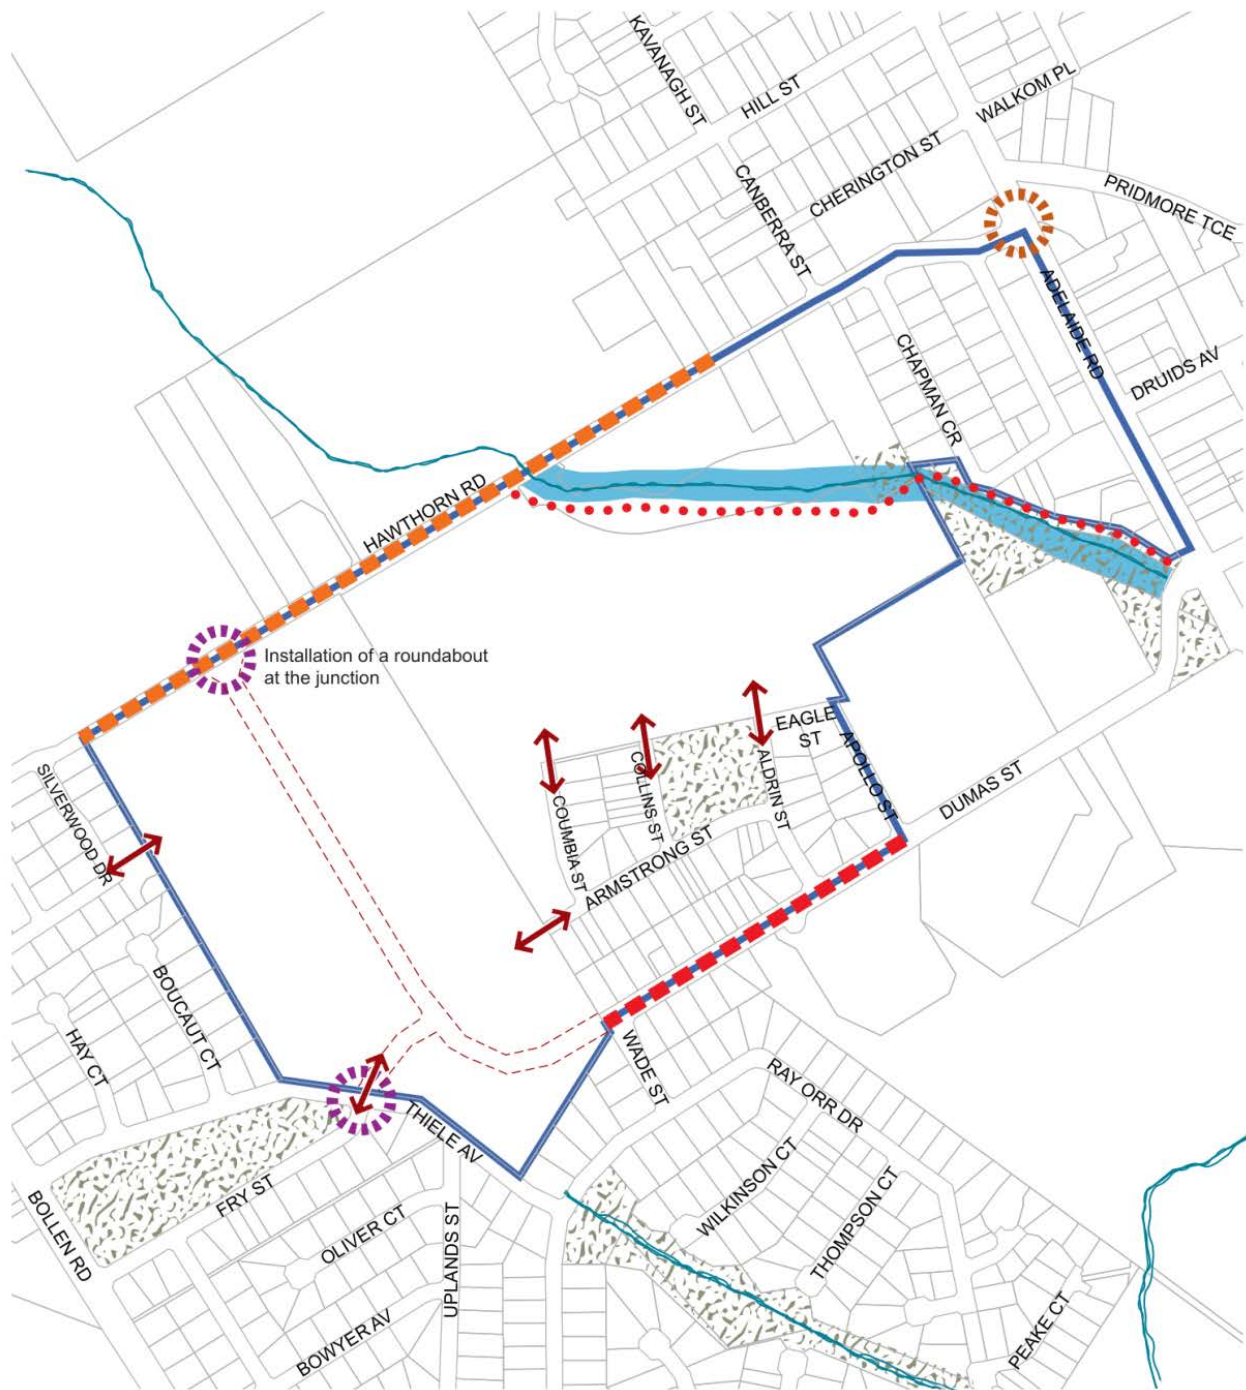 KAVANAGH ST
HILL ST
WALKOM PL
CANBERRA ST
CHERINGTON ST
PRIDMORE TCE
ADELAIDE RD
CHAPMAN CR
DRUIDS AV
HAWTHORN RD
Installation of a roundabout
at the junction
SILVERWOOD DR
EAGLE
ST
COLLINS ST
ALDRIN ST
APOLLO ST
DUMAS ST
COUMBIA ST
ARMSTRONG ST
BOUCAUT CT
HAY CT
WADE ST
RAY ORR DR
THIELE AV
WILKINSON CT
THOMPSON CT
FRY ST
BOLLEN RD
OLIVER CT
UPLANDS ST
BOWYER AV
PEAKE CT